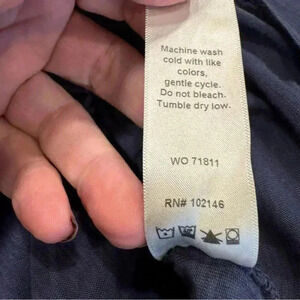 Machine wash
cold with like
colors,
gentle cycle.
Do not bleach.
Tumble dry low.
WO 71811
RN# 102146